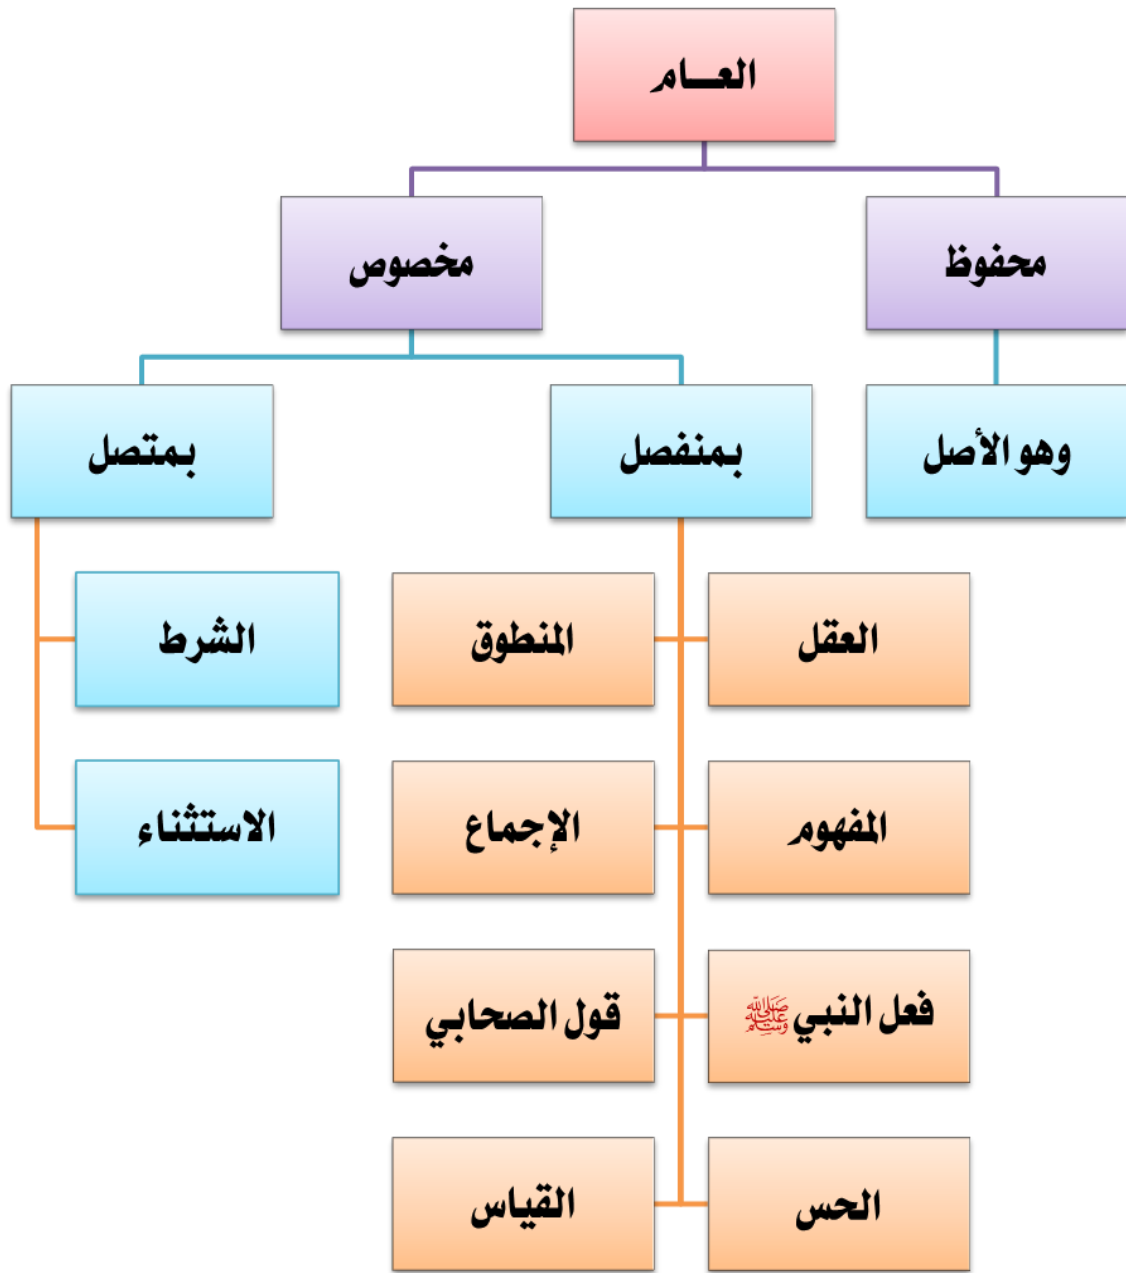 العـــام
محفوظ
مخصوص
وهو الأصل
بمنفصل
بمتصل
العقل
المنطوق
الشرط
المفهوم
الإجماع
الاستثناء
فعل النبي ﷺ
قول الصحابي
الحس
القياس